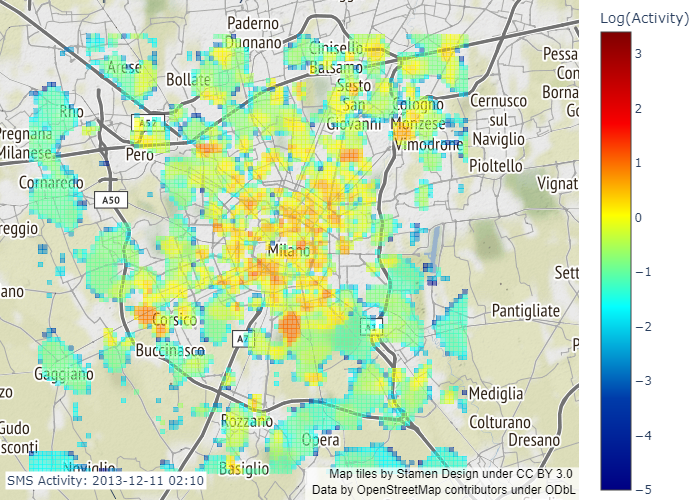 Log(Activity)
3
2
1
0
−1
−2
−3
−4
−5
Paderno
Dugnano
Cinisello
Balsamo
Arese
Bollate
Sesto
San
Giovanni
Cologno
Monzese
Cernusco
sul
Naviglio
Pessa
Con
Borna
Go
Rho
A52
Vimodrone
Pregnana
Milanese
Pero
Pioltello
Cornaredo
A50
Vignat
reggio
Milano
Sett
ano
Pantigliate
Corsico
A1
A7
P
Buccinasco
Gaggiano
zo
Mediglia
Rozzano
Colturano
Gudo
Dresano
sconti
Opera
Noviglio
Basiglio
SMS Activity: 2013-12-11 02:10
Map tiles by Stamen Design under CC BY 3.0
Data by OpenStreetMap contributors under ODbL